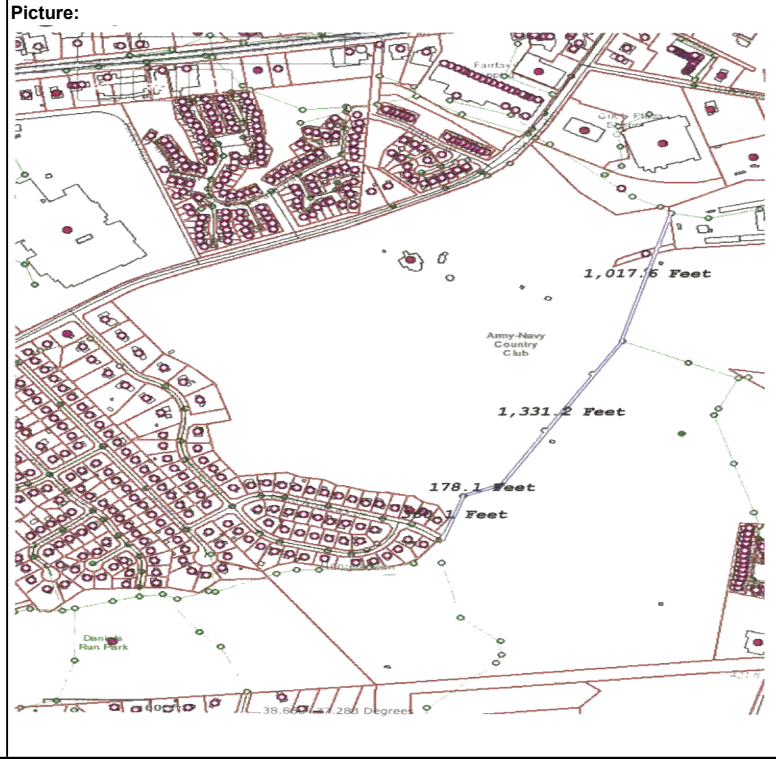 Picture:
Fairfax
1,017.6 Feet
Army-Navy
Country
Club
1,331.2 Feet
178.1 Feet
Feet
Daniels
Run Park
Degrees